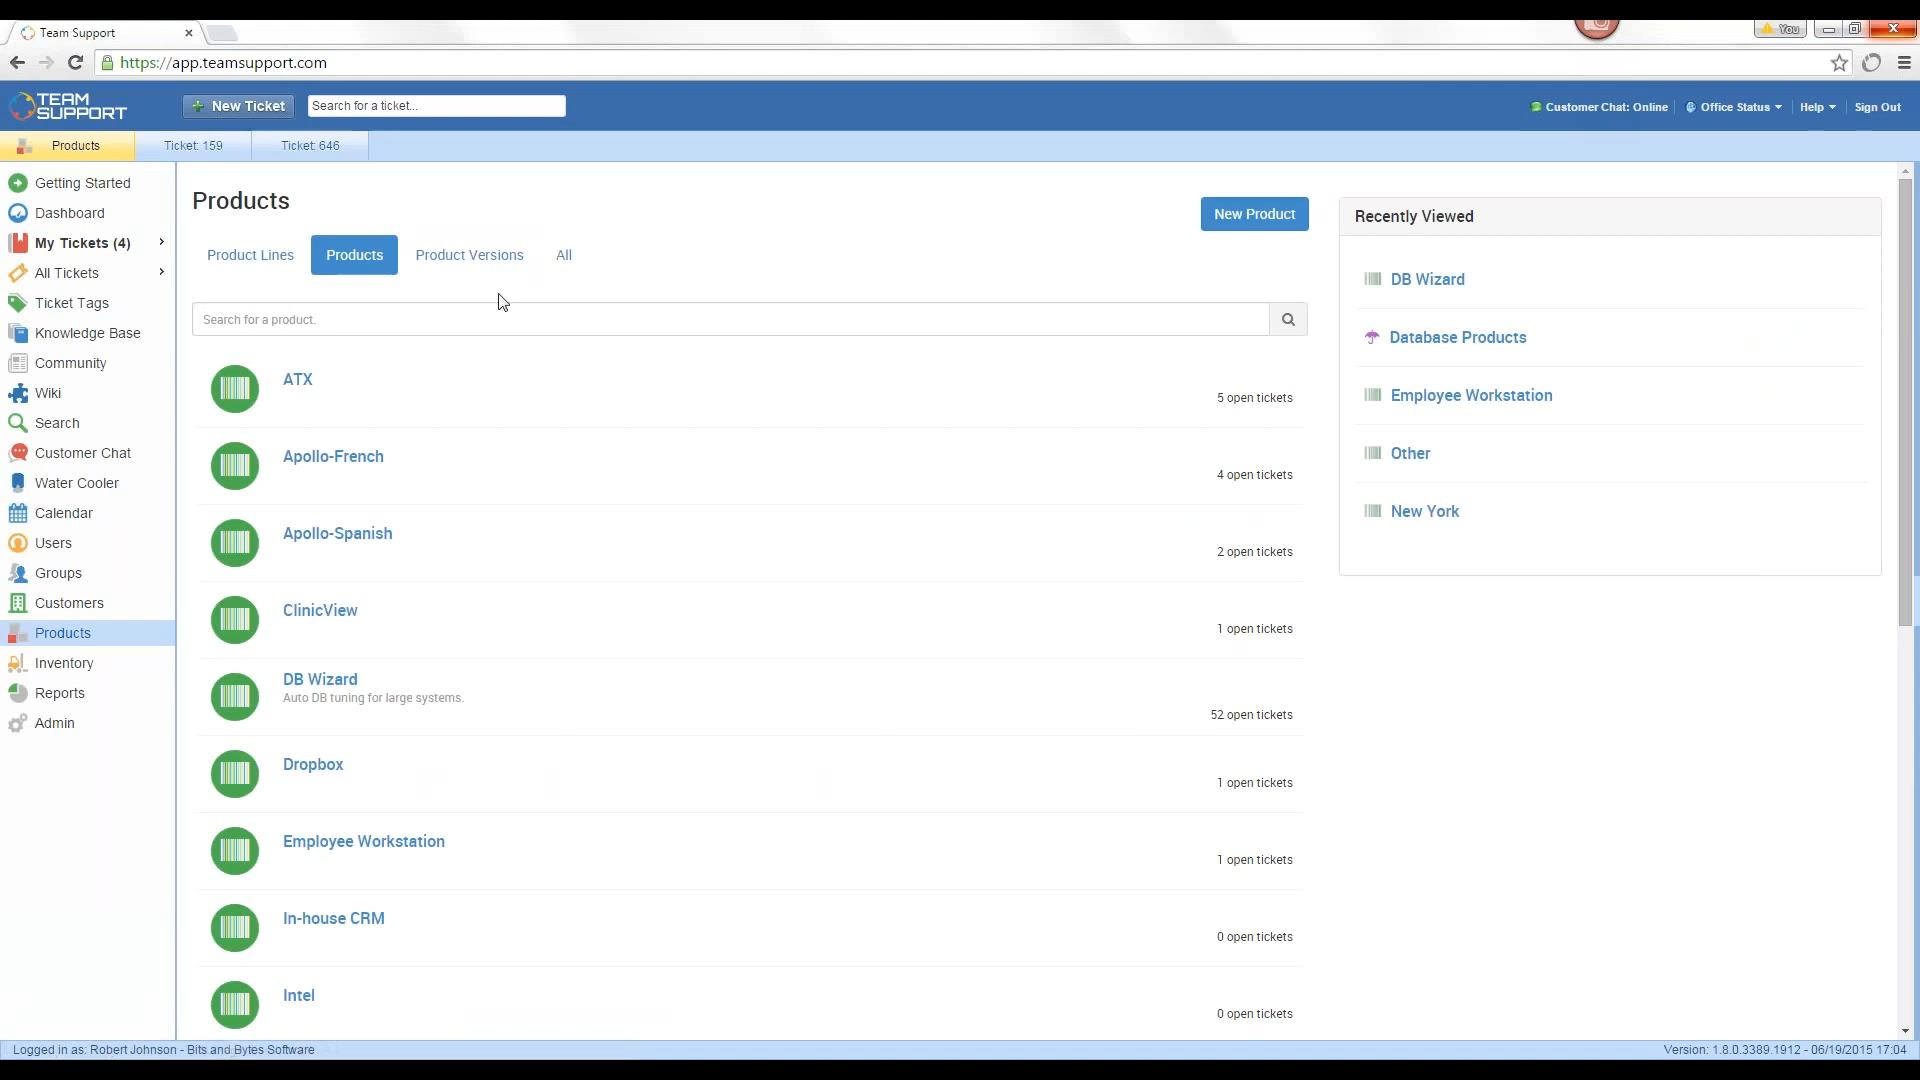 Team Support
You
https://app.teamsupport.com
TEAM SUPPORT
New Ticket
Search for a ticket...
Customer Chat: Online
Office Status
Help
Sign Out
Products
Ticket: 159
Ticket: 646
Getting Started
Dashboard
My Tickets (4)
All Tickets
Ticket Tags
Knowledge Base
Community
Wiki
Search
Customer Chat
Water Cooler
Calendar
Users
Groups
Customers
Products
Inventory
Reports
Admin
Products
New Product
Product Lines
Products
Product Versions
All
Search for a product.
ATX
5 open tickets
Apollo-French
4 open tickets
Apollo-Spanish
2 open tickets
ClinicView
1 open tickets
DB Wizard
Auto DB tuning for large systems.
52 open tickets
Dropbox
1 open tickets
Employee Workstation
1 open tickets
In-house CRM
0 open tickets
Intel
0 open tickets
Recently Viewed
DB Wizard
Database Products
Employee Workstation
Other
New York
Logged in as: Robert Johnson - Bits and Bytes Software
Version: 1.8.0.3389.1912 - 06/19/2015 17:04